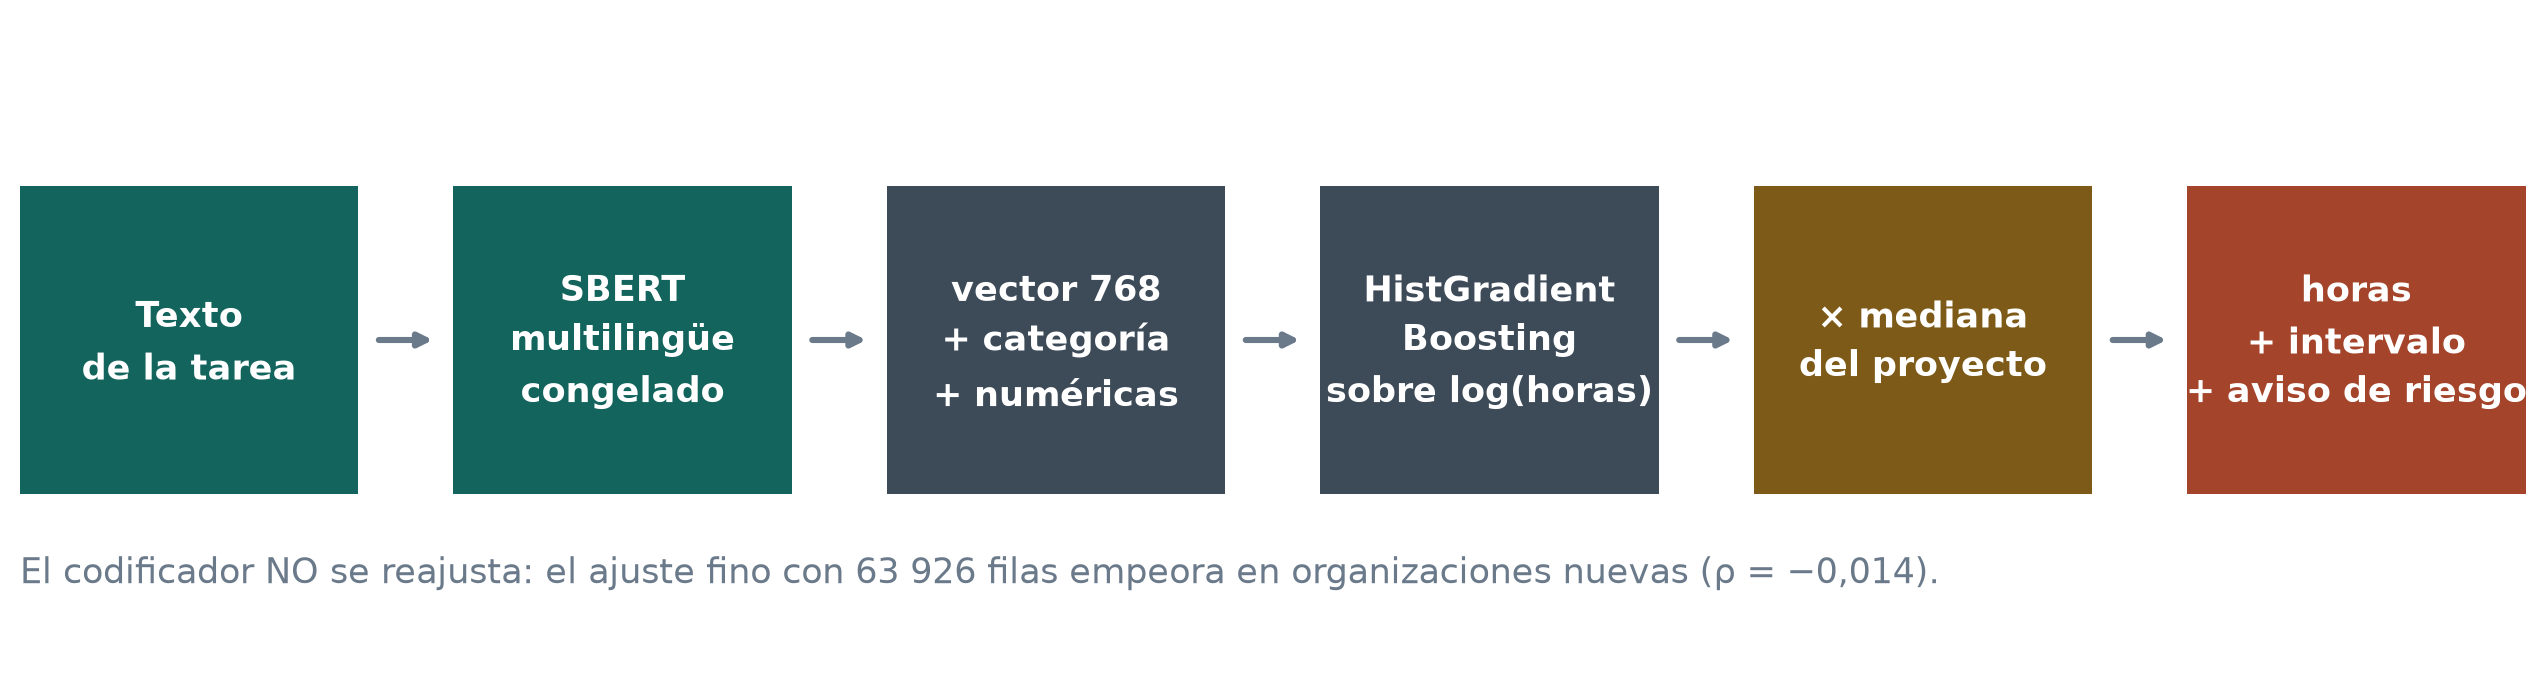 Texto
de la tarea
SBERT
multilingüe
congelado
vector 768
+ categoría
+ numéricas
HistGradient
Boosting
sobre log(horas)
× mediana
del proyecto
horas
+ intervalo
+ aviso de riesgo
El codificador NO se reajusta: el ajuste fino con 63 926 filas empeora en organizaciones nuevas (ρ = −0,014).